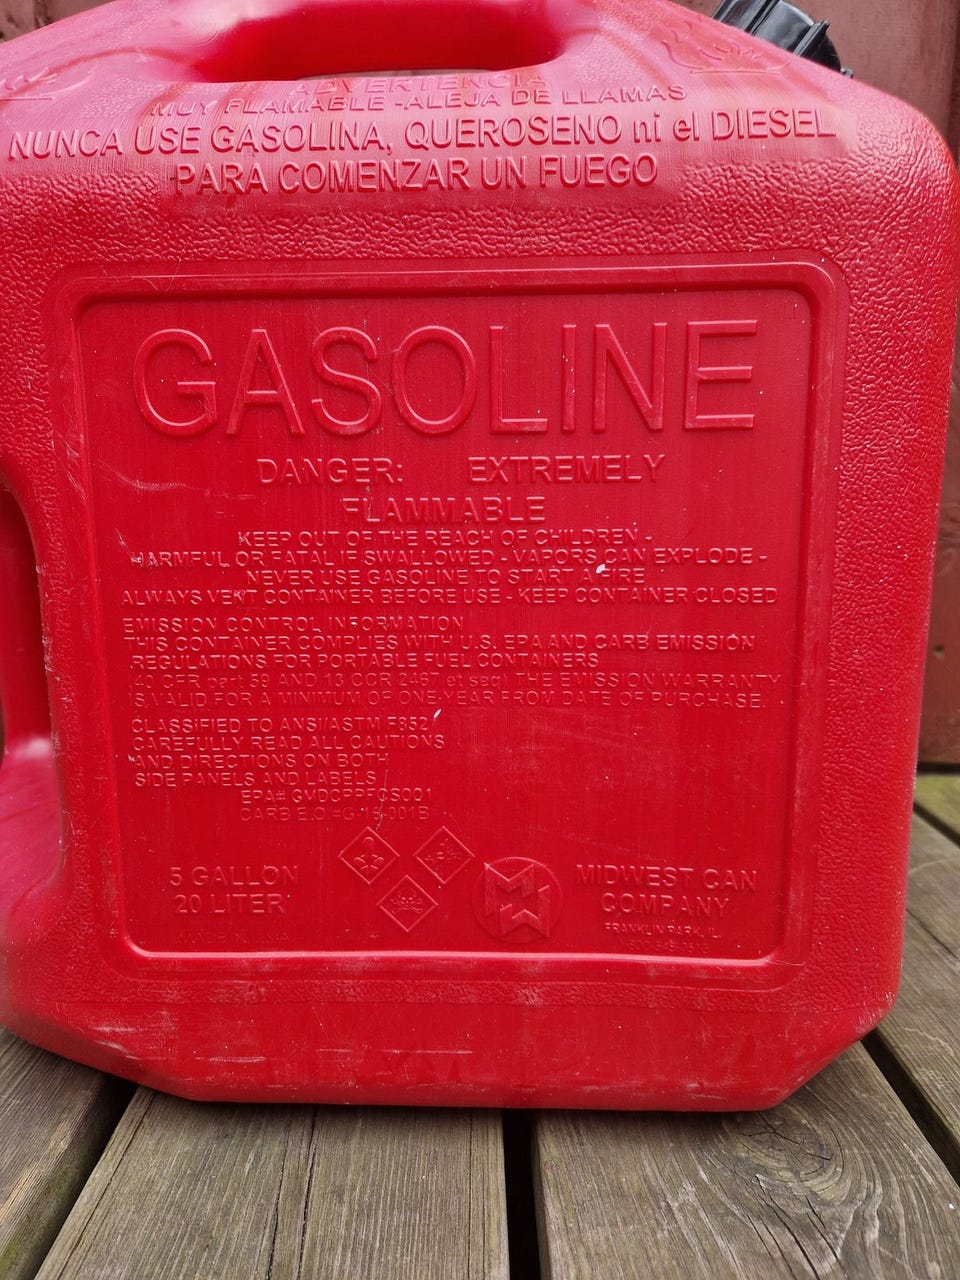 ADVERTENCIA
MUY FLAMABLE -ALEJA DE LLAMAS
NUNCA USE GASOLINA, QUEROSENO ni el DIESEL
PARA COMENZAR UN FUEGO
GASOLINE
DANGER: EXTREMELY
FLAMMABLE
KEEP OUT OF THE REACH OF CHILDREN -
HARMFUL OR FATAL IF SWALLOWED - VAPORS CAN EXPLODE -
NEVER USE GASOLINE TO START A FIRE
ALWAYS VENT CONTAINER BEFORE USE - KEEP CONTAINER CLOSED
EMISSION CONTROL INFORMATION
THIS CONTAINER COMPLIES WITH U.S. EPA AND CARB EMISSION
REGULATIONS FOR PORTABLE FUEL CONTAINERS
(40 CFR part 59 AND 13 CCR 2467 et seq). THE EMISSION WARRANTY
IS VALID FOR A MINIMUM OF ONE YEAR FROM DATE OF PURCHASE.
CLASSIFIED TO ANSI/ASTM F852
CAREFULLY READ ALL CAUTIONS
AND DIRECTIONS ON BOTH
SIDE PANELS AND LABELS
EPA# GMDCPPFCS001
CARB E.O.
5 GALLON
20 LITER
MIDWEST CAN
COMPANY
FRANKLIN PARK, IL.